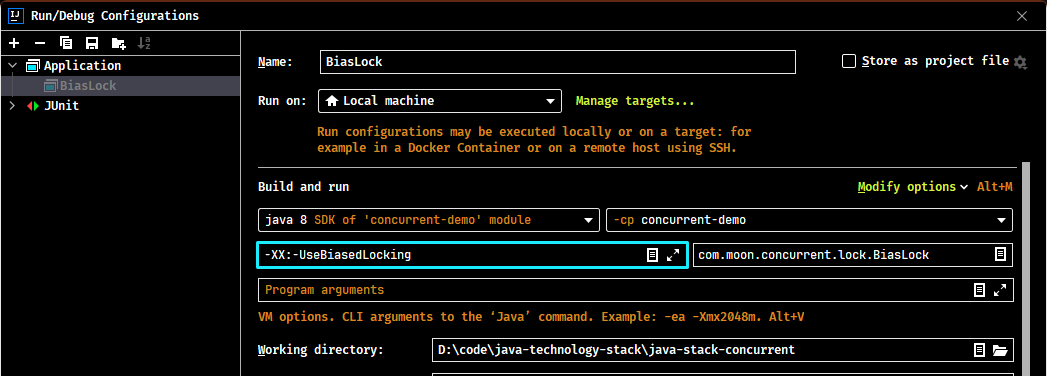 IJ Run/Debug Configurations
Application
BiasLock
JUnit
Name: BiasLock Store as project file
Run on: Local machine Manage targets...
Run configurations may be executed locally or on a target: for
example in a Docker Container or on a remote host using SSH.
Build and run Modify options Alt+M
java 8 SDK of 'concurrent-demo' module -cp concurrent-demo
-XX:-UseBiasedLocking com.moon.concurrent.lock.BiasLock
Program arguments
VM options. CLI arguments to the ‘Java’ command. Example: -ea -Xmx2048m. Alt+V
Working directory: D:\code\java-technology-stack\java-stack-concurrent